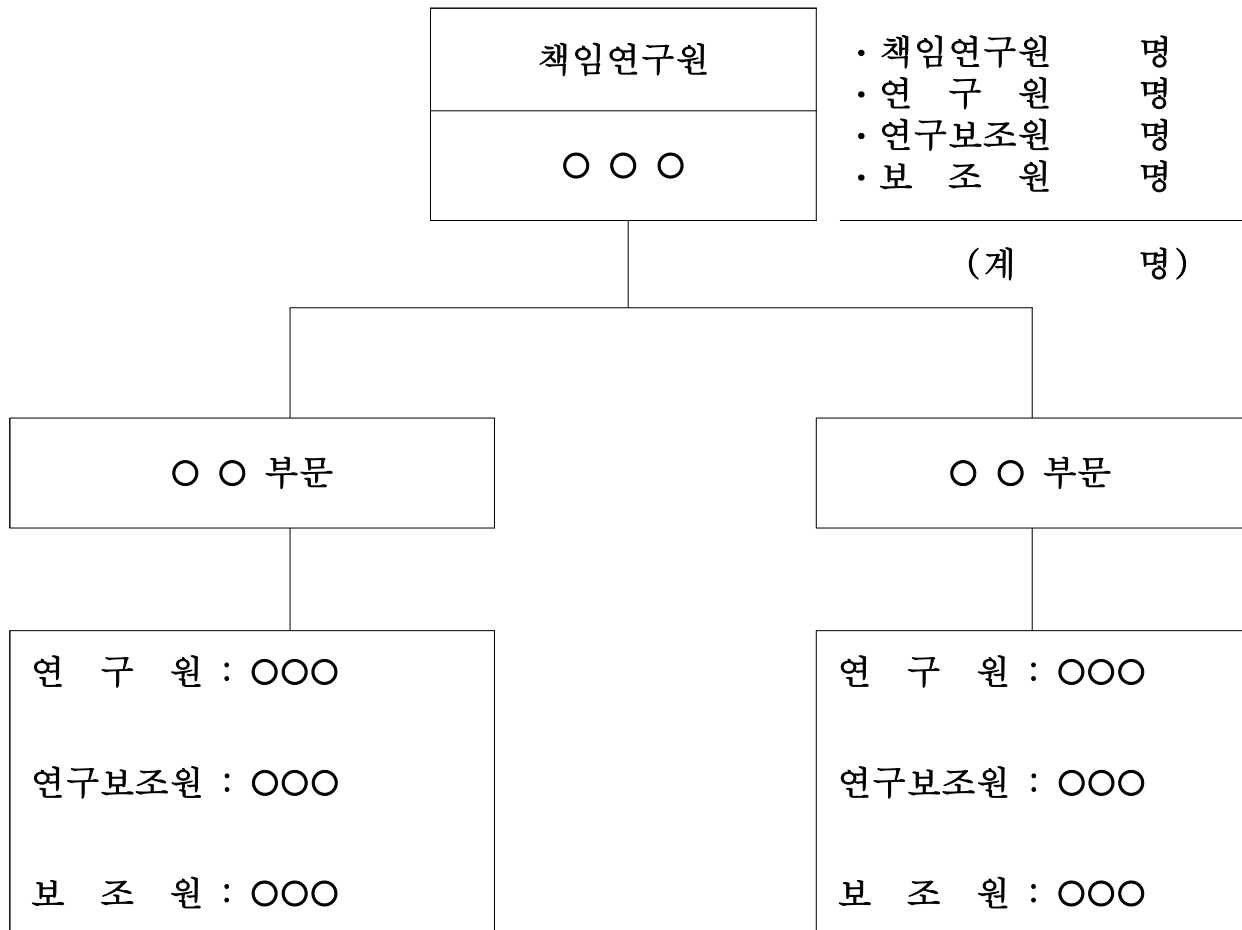 책임연구원
○ ○ ○
· 책임연구원 명
· 연 구 원 명
· 연구보조원 명
· 보 조 원 명
(계 명)
○ ○ 부문
○ ○ 부문
연 구 원 : ○○○
연구보조원 : ○○○
보 조 원 : ○○○
연 구 원 : ○○○
연구보조원 : ○○○
보 조 원 : ○○○